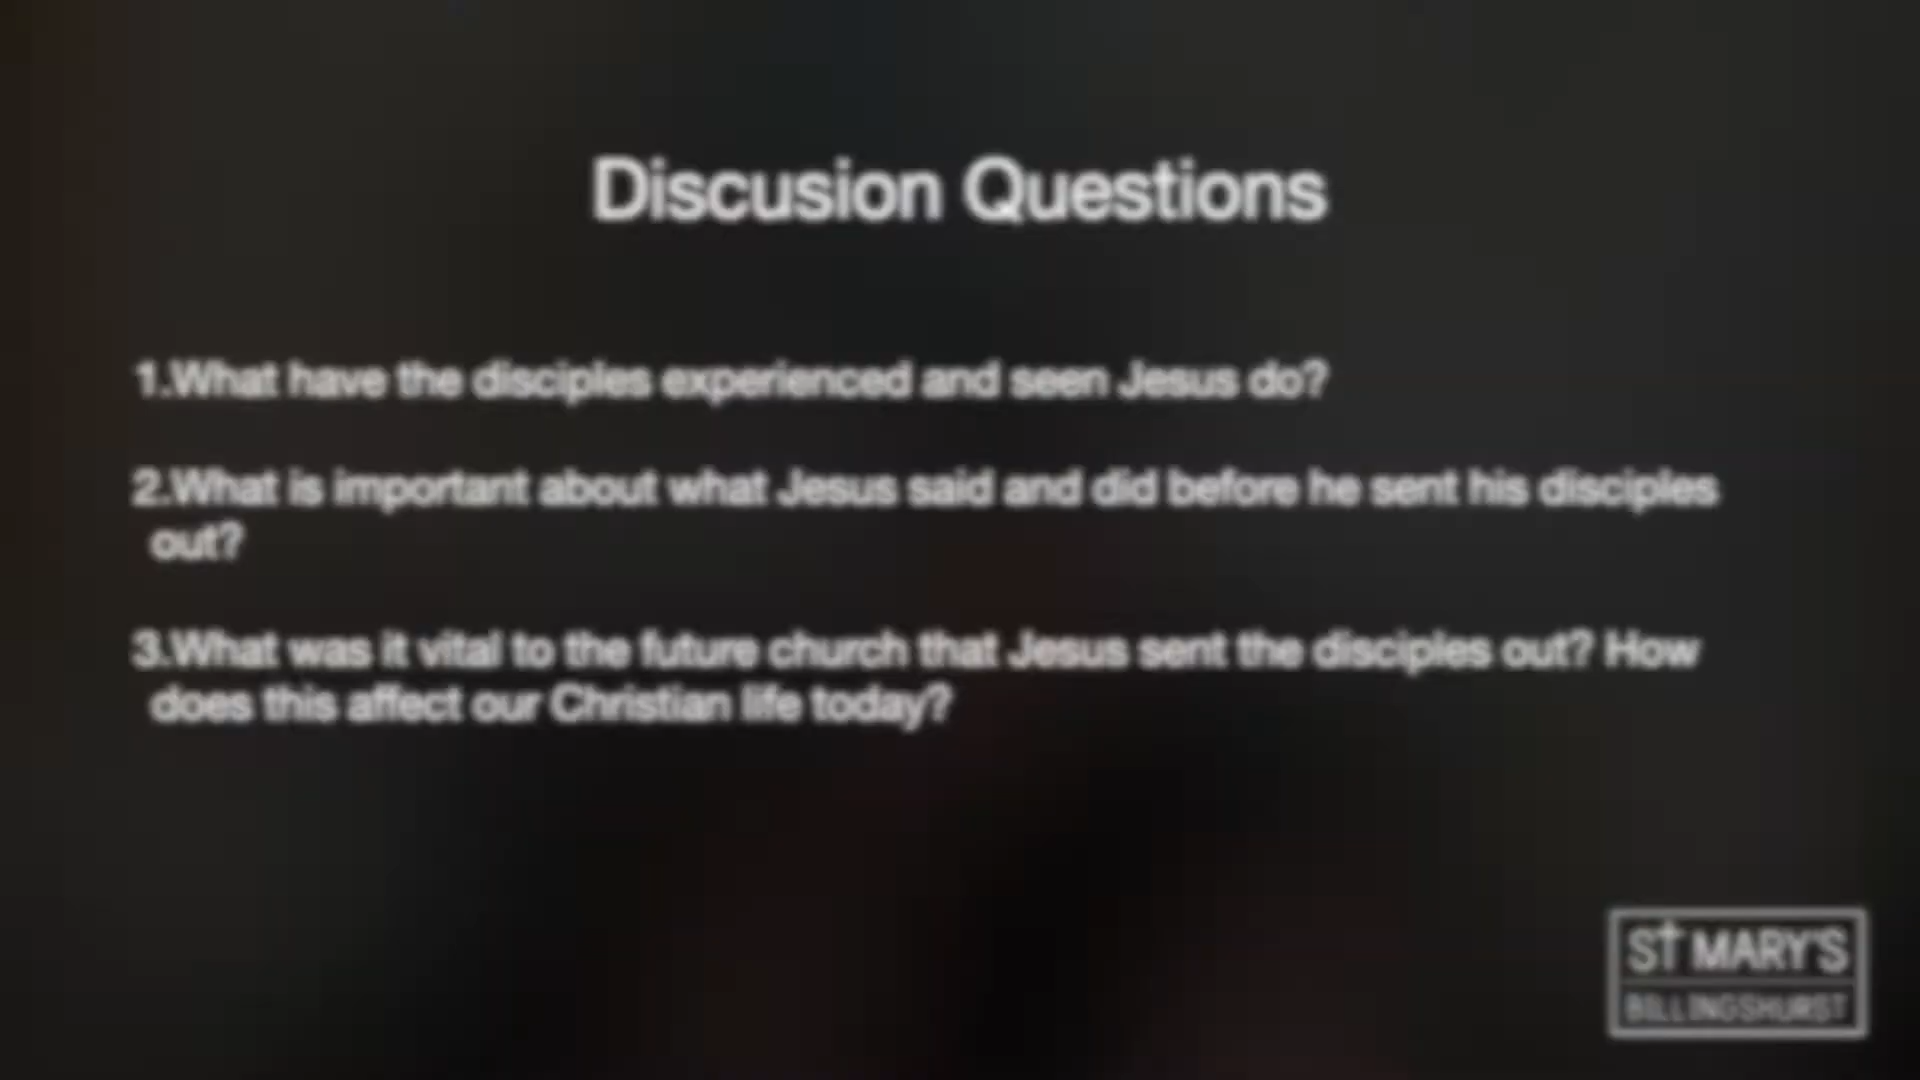 Discusion Questions
1.What have the disciples experienced and seen Jesus do?
2.What is important about what Jesus said and did before he sent his disciples
out?
3.What was it vital to the future church that Jesus sent the disciples out? How
does this affect our Christian life today?
ST MARY'S
BILLINGSHURST